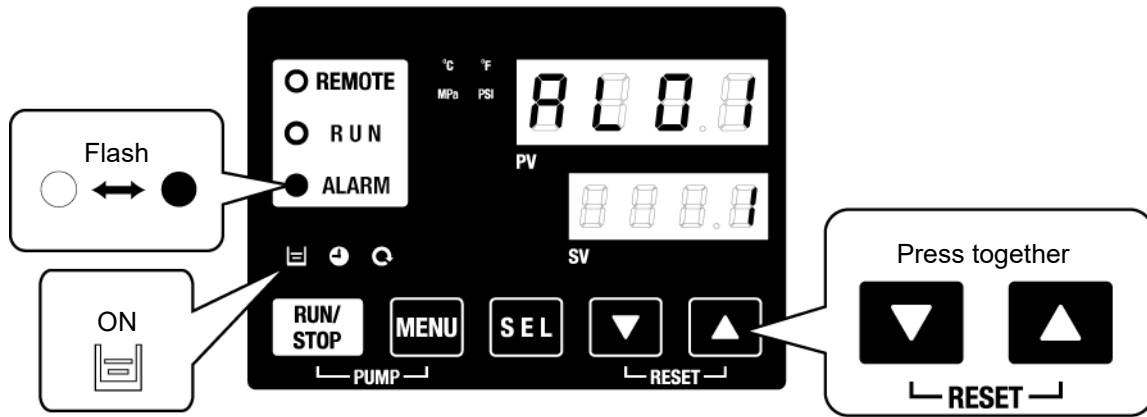 REMOTE
RUN
ALARM
°C °F
MPa PSI
AL01
PV
1
SV
Flash
ON
RUN/
STOP
MENU
SEL
PUMP
RESET
Press together
RESET